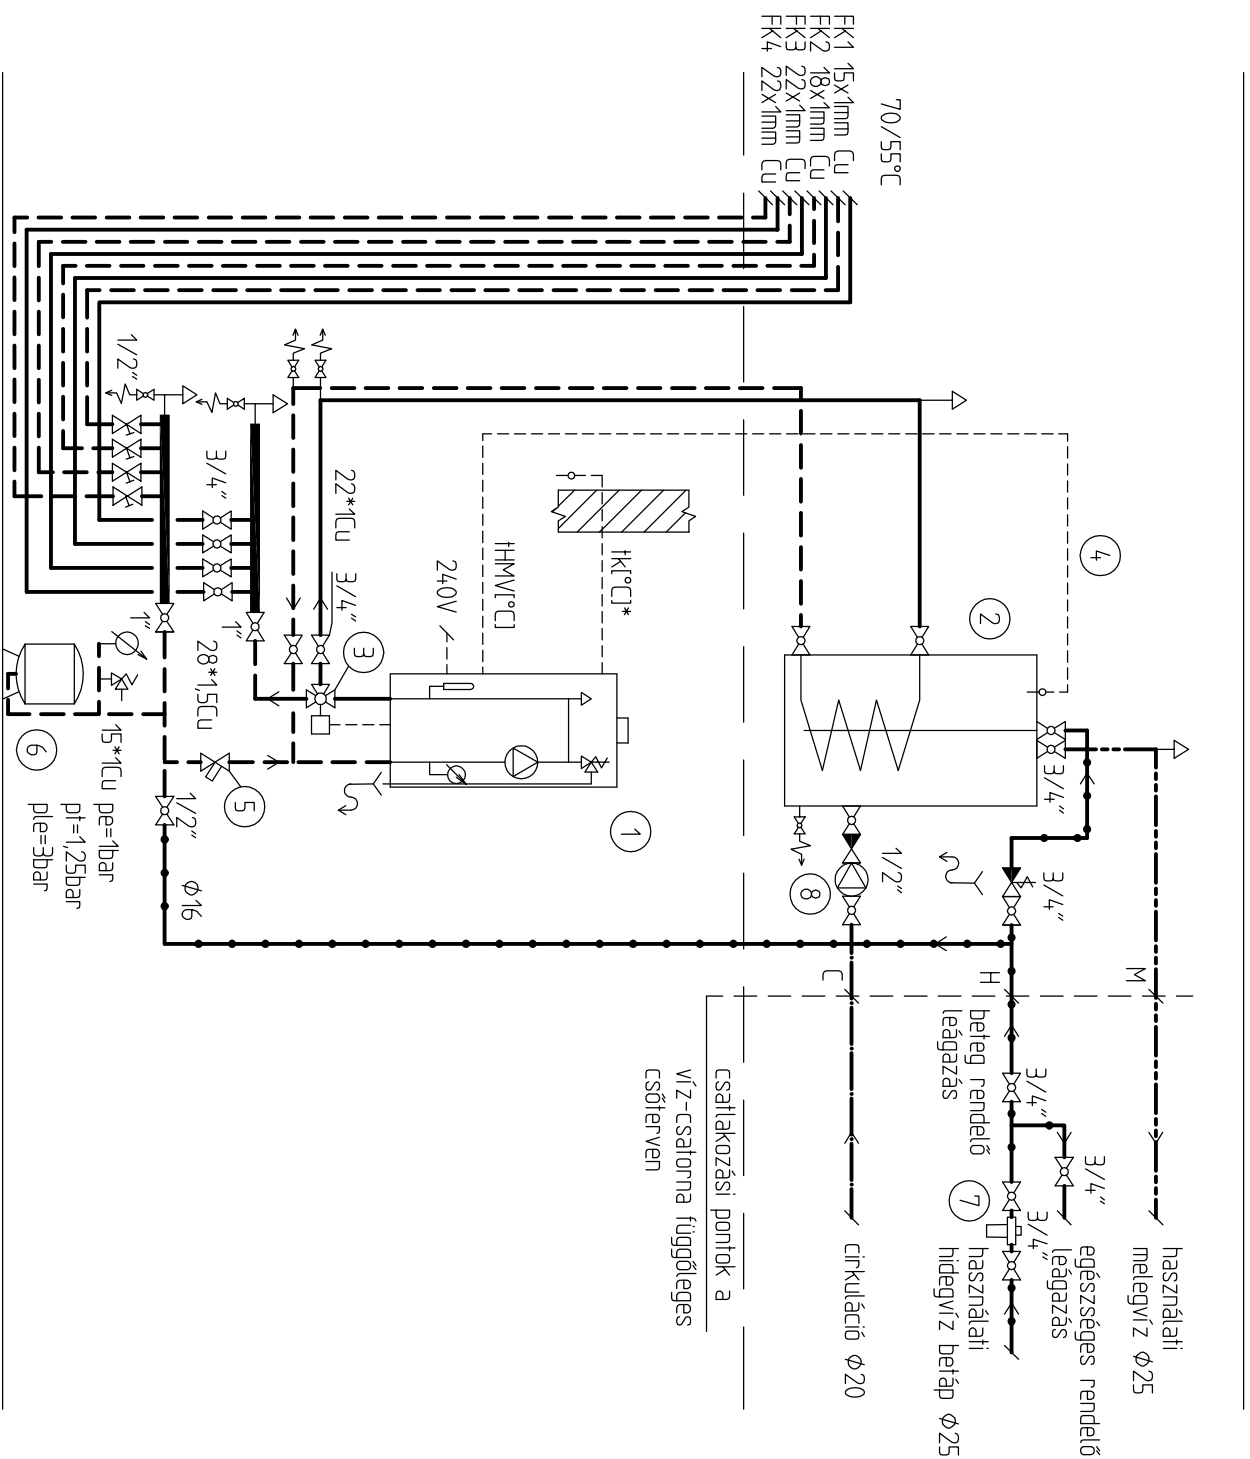 70/55°C
FK1 15x1mm Cu
FK2 18x1mm Cu
FK3 22x1mm Cu
FK4 22x1mm Cu
4
2
3/4"
3/4"
1/2"
8
M
H
C
beteg rendelő
leágazás
3/4"
3/4"
7
3/4"
használati
melegvíz Ø25
egészséges rendelő
leágazás
használati
hidegvíz betáp Ø25
cirkuláció Ø20
csatlakozási pontok a
víz-csatorna függőleges
csőterven
tk[°C]*
tHMV[°C]
240V
1
22*1Cu
3/4"
3
3/4"
1/2"
1"
1"
28*1,5Cu
5
1/2"
Ø16
15*1Cu
6
pe=1bar
pt=1,25bar
ple=3bar